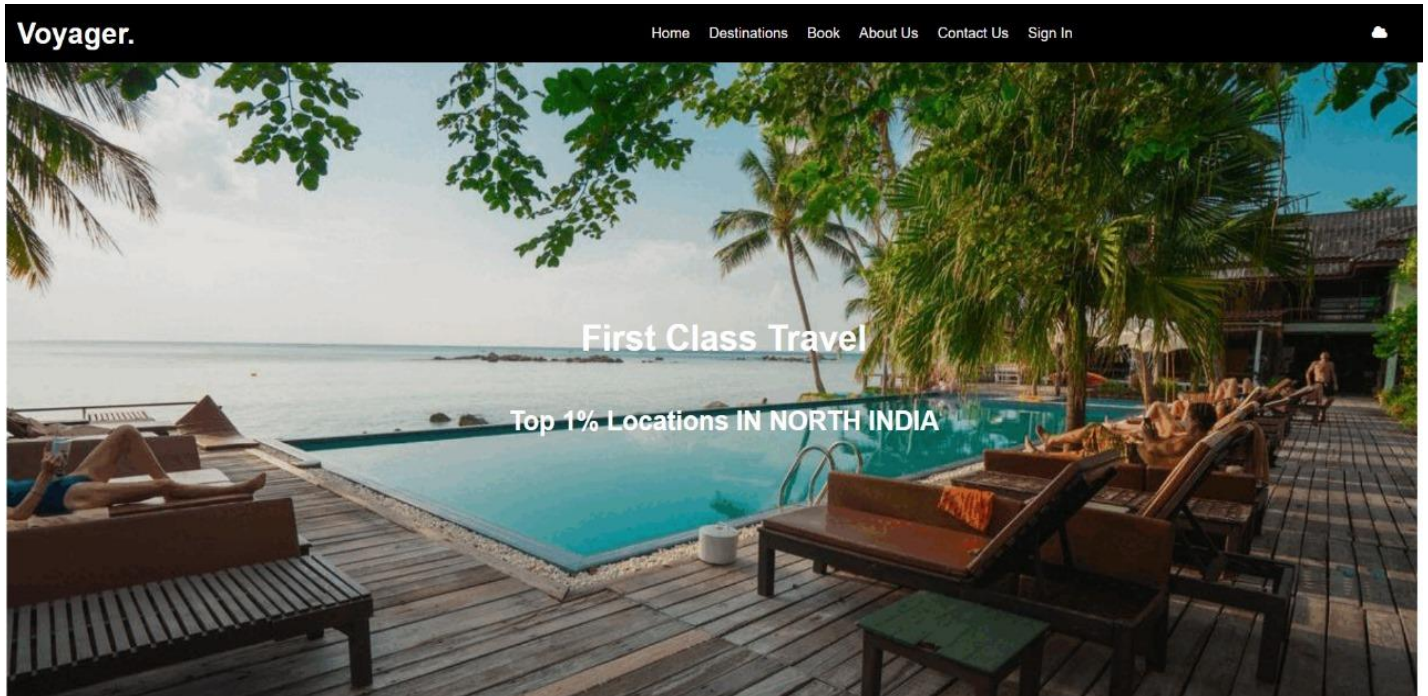 Voyager.
Home Destinations Book About Us Contact Us Sign In
First Class Travel
Top 1% Locations IN NORTH INDIA